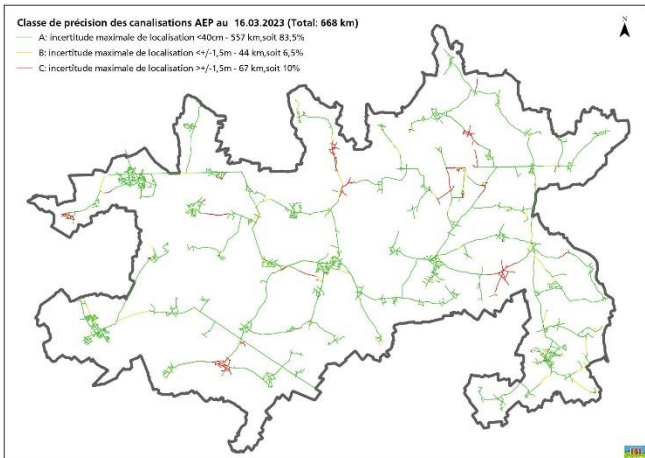 Classe de précision des canalisations AEP au 16.03.2023 (Total: 668 km)
A: incertitude maximale de localisation <40cm - 557 km,soit 83,5%
B: incertitude maximale de localisation <+/-1,5m - 44 km,soit 6,5%
C: incertitude maximale de localisation >+/-1,5m - 67 km,soit 10%
N